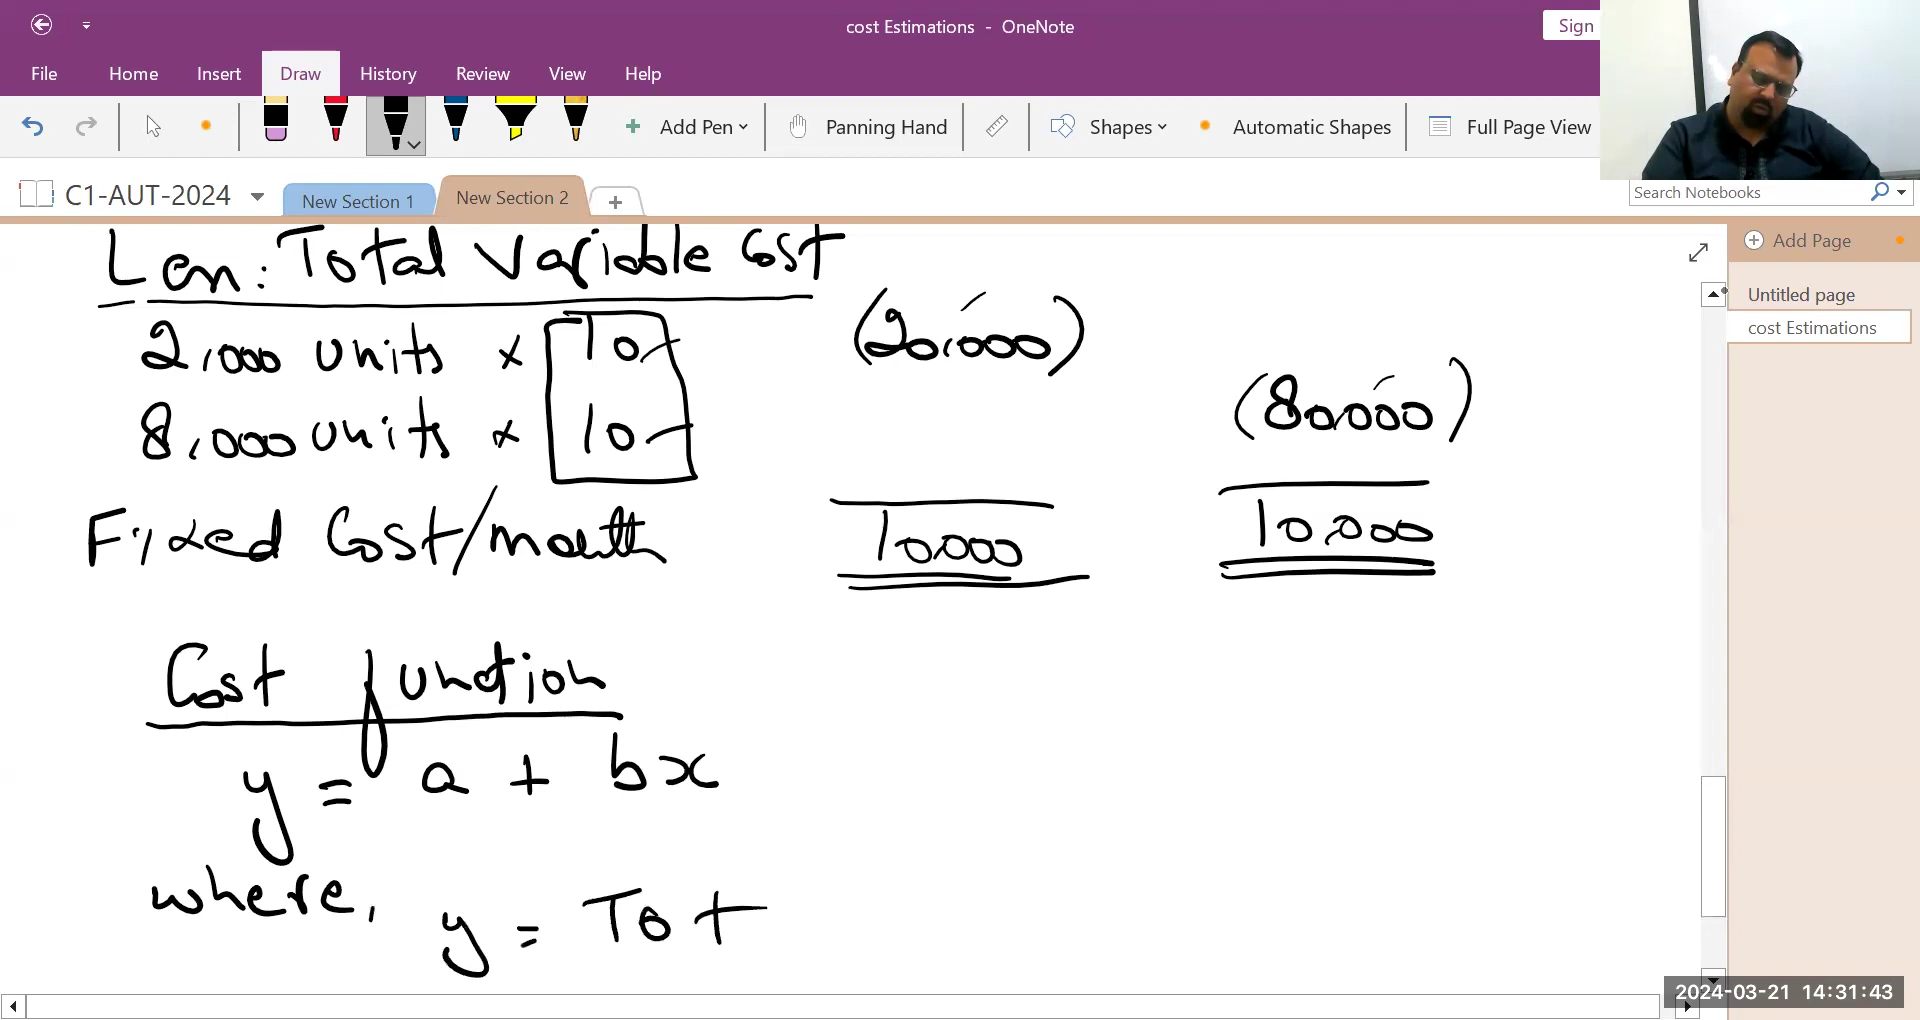 cost Estimations - OneNote
Sign
File Home Insert Draw History Review View Help
Add Pen Panning Hand Shapes Automatic Shapes Full Page View
C1-AUT-2024 New Section 1 New Section 2
Search Notebooks
Add Page
Untitled page
cost Estimations
Len: Total Variable Cost
2,000 units x 10 (20,000)
8,000 units x 10 (80,000)
Fixed Cost/month 10,000 10,000
Cost function
y = a + bx
where, y = Tot
2024-03-21 14:31:43